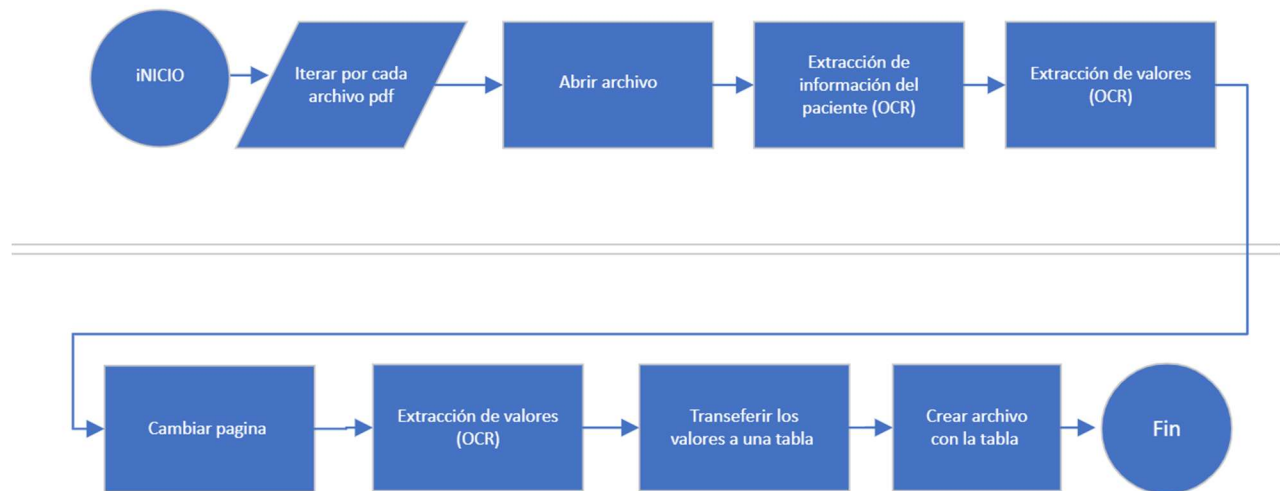 iNICIO
Iterar por cada
archivo pdf
Abrir archivo
Extracción de
información del
paciente (OCR)
Extracción de valores
(OCR)
Cambiar pagina
Extracción de valores
(OCR)
Transeferir los
valores a una tabla
Crear archivo
con la tabla
Fin